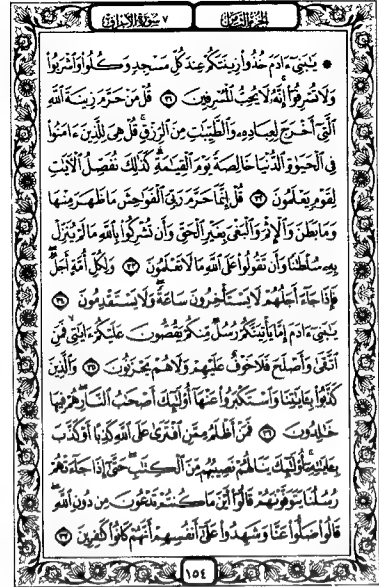 الجزء الثامن
٧ سورة الأعراف
۞ يَٰبَنِىٓ ءَادَمَ خُذُوا۟ زِينَتَكُمْ عِندَ كُلِّ مَسْجِدٍ وَكُلُوا۟ وَٱشْرَبُوا۟
وَلَا تُسْرِفُوٓا۟ إِنَّهُۥ لَا يُحِبُّ ٱلْمُسْرِفِينَ ٣١ قُلْ مَنْ حَرَّمَ زِينَةَ ٱللَّهِ
ٱلَّتِىٓ أَخْرَجَ لِعِبَادِهِۦ وَٱلطَّيِّبَٰتِ مِنَ ٱلرِّزْقِ قُلْ هِىَ لِلَّذِينَ ءَامَنُوا۟
فِى ٱلْحَيَوٰةِ ٱلدُّنْيَا خَالِصَةً يَوْمَ ٱلْقِيَٰمَةِ كَذَٰلِكَ نُفَصِّلُ ٱلْءَايَٰتِ
لِقَوْمٍ يَعْلَمُونَ ٣٢ قُلْ إِنَّمَا حَرَّمَ رَبِّىَ ٱلْفَوَٰحِشَ مَا ظَهَرَ مِنْهَا
وَمَا بَطَنَ وَٱلْإِثْمَ وَٱلْبَغْىَ بِغَيْرِ ٱلْحَقِّ وَأَن تُشْرِكُوا۟ بِٱللَّهِ مَا لَمْ يُنَزِّلْ
بِهِۦ سُلْطَٰنًا وَأَن تَقُولُوا۟ عَلَى ٱللَّهِ مَا لَا تَعْلَمُونَ ٣٣ وَلِكُلِّ أُمَّةٍ أَجَلٌ
فَإِذَا جَآءَ أَجَلُهُمْ لَا يَسْتَأْخِرُونَ سَاعَةً وَلَا يَسْتَقْدِمُونَ ٣٤
يَٰبَنِىٓ ءَادَمَ إِمَّا يَأْتِيَنَّكُمْ رُسُلٌ مِّنكُمْ يَقُصُّونَ عَلَيْكُمْ ءَايَٰتِى فَمَنِ
ٱتَّقَىٰ وَأَصْلَحَ فَلَا خَوْفٌ عَلَيْهِمْ وَلَا هُمْ يَحْزَنُونَ ٣٥ وَٱلَّذِينَ
كَذَّبُوا۟ بِـَٔايَٰتِنَا وَٱسْتَكْبَرُوا۟ عَنْهَآ أُو۟لَٰٓئِكَ أَصْحَٰبُ ٱلنَّارِ هُمْ فِيهَا
خَٰلِدُونَ ٣٦ فَمَنْ أَظْلَمُ مِمَّنِ ٱفْتَرَىٰ عَلَى ٱللَّهِ كَذِبًا أَوْ كَذَّبَ
بِـَٔايَٰتِهِۦٓ أُو۟لَٰٓئِكَ يَنَالُهُمْ نَصِيبُهُم مِّنَ ٱلْكِتَٰبِ حَتَّىٰٓ إِذَا جَآءَتْهُمْ
رُسُلُنَا يَتَوَفَّوْنَهُمْ قَالُوٓا۟ أَيْنَ مَا كُنتُمْ تَدْعُونَ مِن دُونِ ٱللَّهِ
قَالُوا۟ ضَلُّوا۟ عَنَّا وَشَهِدُوا۟ عَلَىٰٓ أَنفُسِهِمْ أَنَّهُمْ كَانُوا۟ كَٰفِرِينَ ٣٧
١٥٤